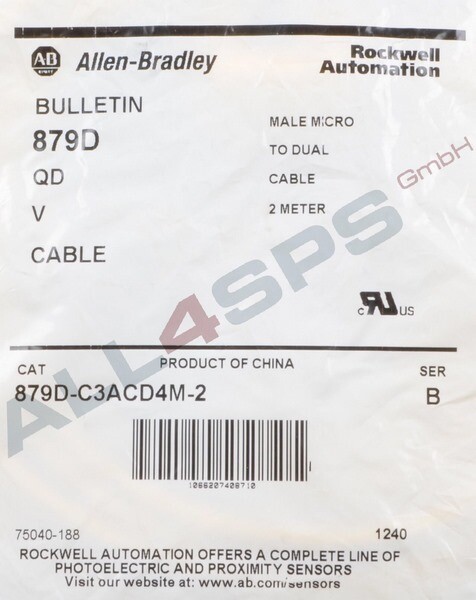 AB
Allen-Bradley
Rockwell
Automation
BULLETIN
879D
QD
V
CABLE
MALE MICRO
TO DUAL
CABLE
2 METER
ALL4SPS GmbH
c RU US
PRODUCT OF CHINA
CAT
879D-C3ACD4M-2
SER
B
1066207408710
75040-188
1240
ROCKWELL AUTOMATION OFFERS A COMPLETE LINE OF
PHOTOELECTRIC AND PROXIMITY SENSORS
Visit our website at: www.ab.com/sensors